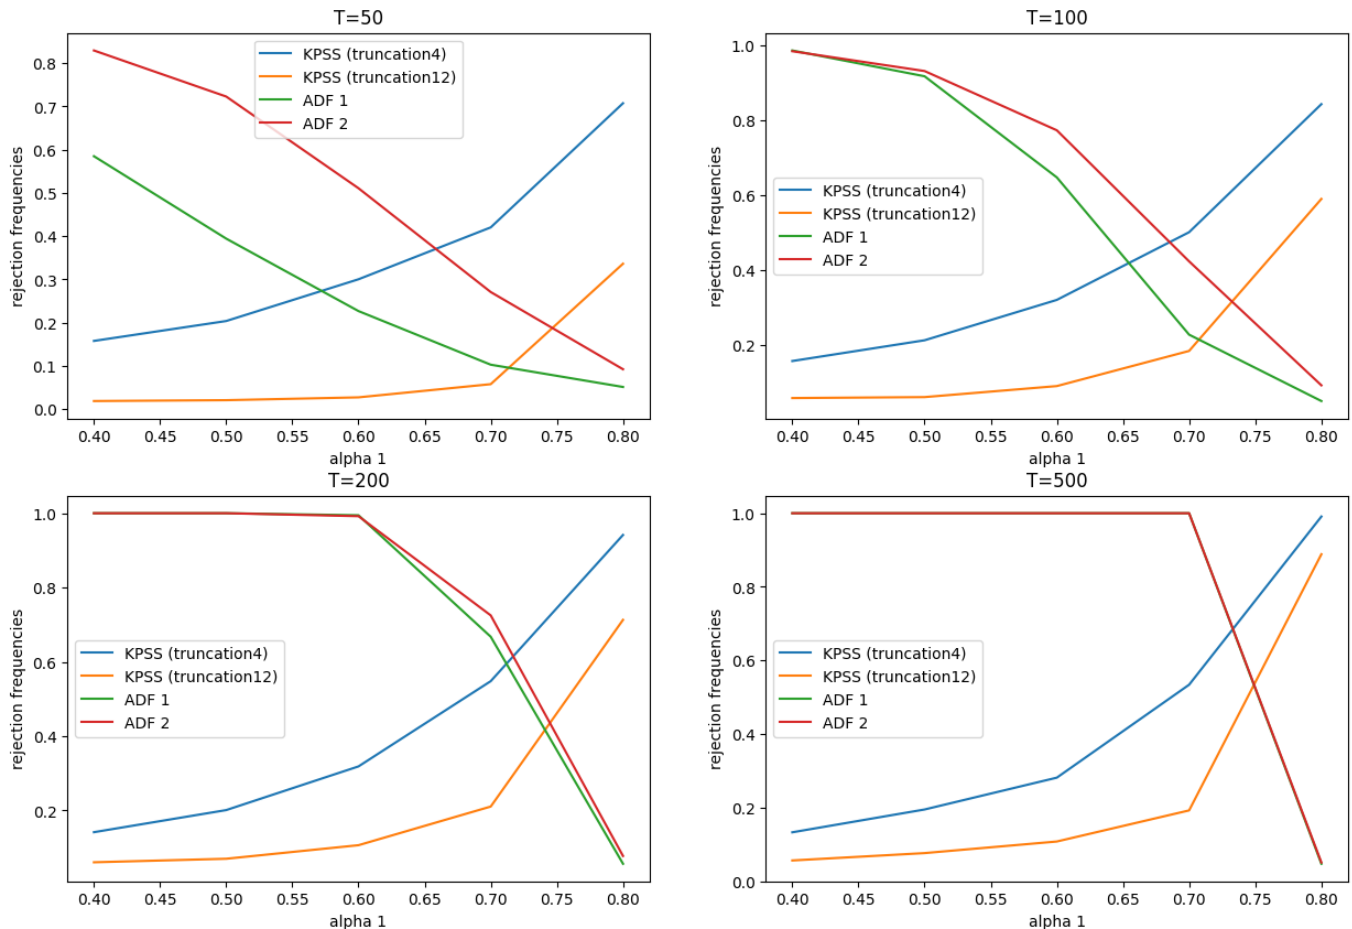 T=50
rejection frequencies
0.8
0.7
0.6
0.5
0.4
0.3
0.2
0.1
0.0
KPSS (truncation4)
KPSS (truncation12)
ADF 1
ADF 2
0.40 0.45 0.50 0.55 0.60 0.65 0.70 0.75 0.80
alpha 1
T=100
rejection frequencies
1.0
0.8
0.6
0.4
0.2
KPSS (truncation4)
KPSS (truncation12)
ADF 1
ADF 2
0.40 0.45 0.50 0.55 0.60 0.65 0.70 0.75 0.80
alpha 1
T=200
rejection frequencies
1.0
0.8
0.6
0.4
0.2
KPSS (truncation4)
KPSS (truncation12)
ADF 1
ADF 2
0.40 0.45 0.50 0.55 0.60 0.65 0.70 0.75 0.80
alpha 1
T=500
rejection frequencies
1.0
0.8
0.6
0.4
0.2
0.0
KPSS (truncation4)
KPSS (truncation12)
ADF 1
ADF 2
0.40 0.45 0.50 0.55 0.60 0.65 0.70 0.75 0.80
alpha 1